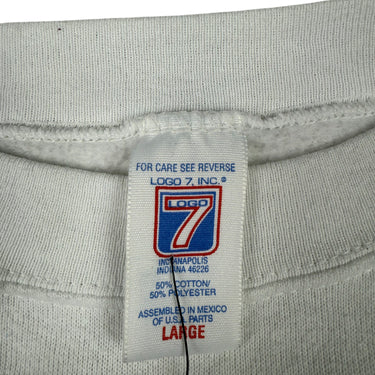 FOR CARE SEE REVERSE
LOGO 7, INC.®
LOGO
7
INDIANAPOLIS
INDIANA 46226
50% COTTON/
50% POLYESTER
ASSEMBLED IN MEXICO
OF U.S.A. PARTS
LARGE